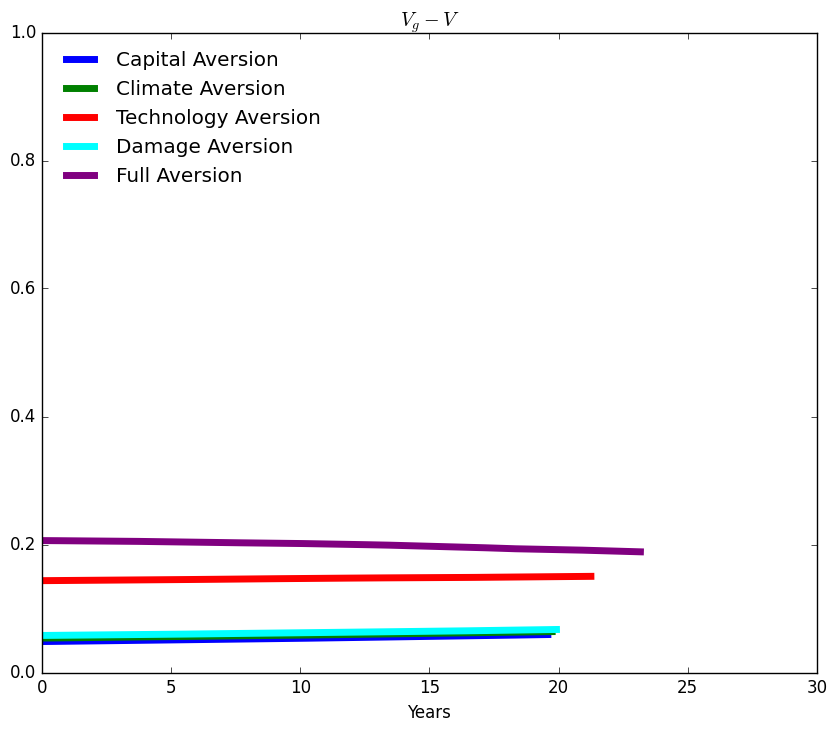 V_g − V
1.0
Capital Aversion
Climate Aversion
Technology Aversion
Damage Aversion
Full Aversion
0.8
0.6
0.4
0.2
0.0
0 5 10 15 20 25 30
Years